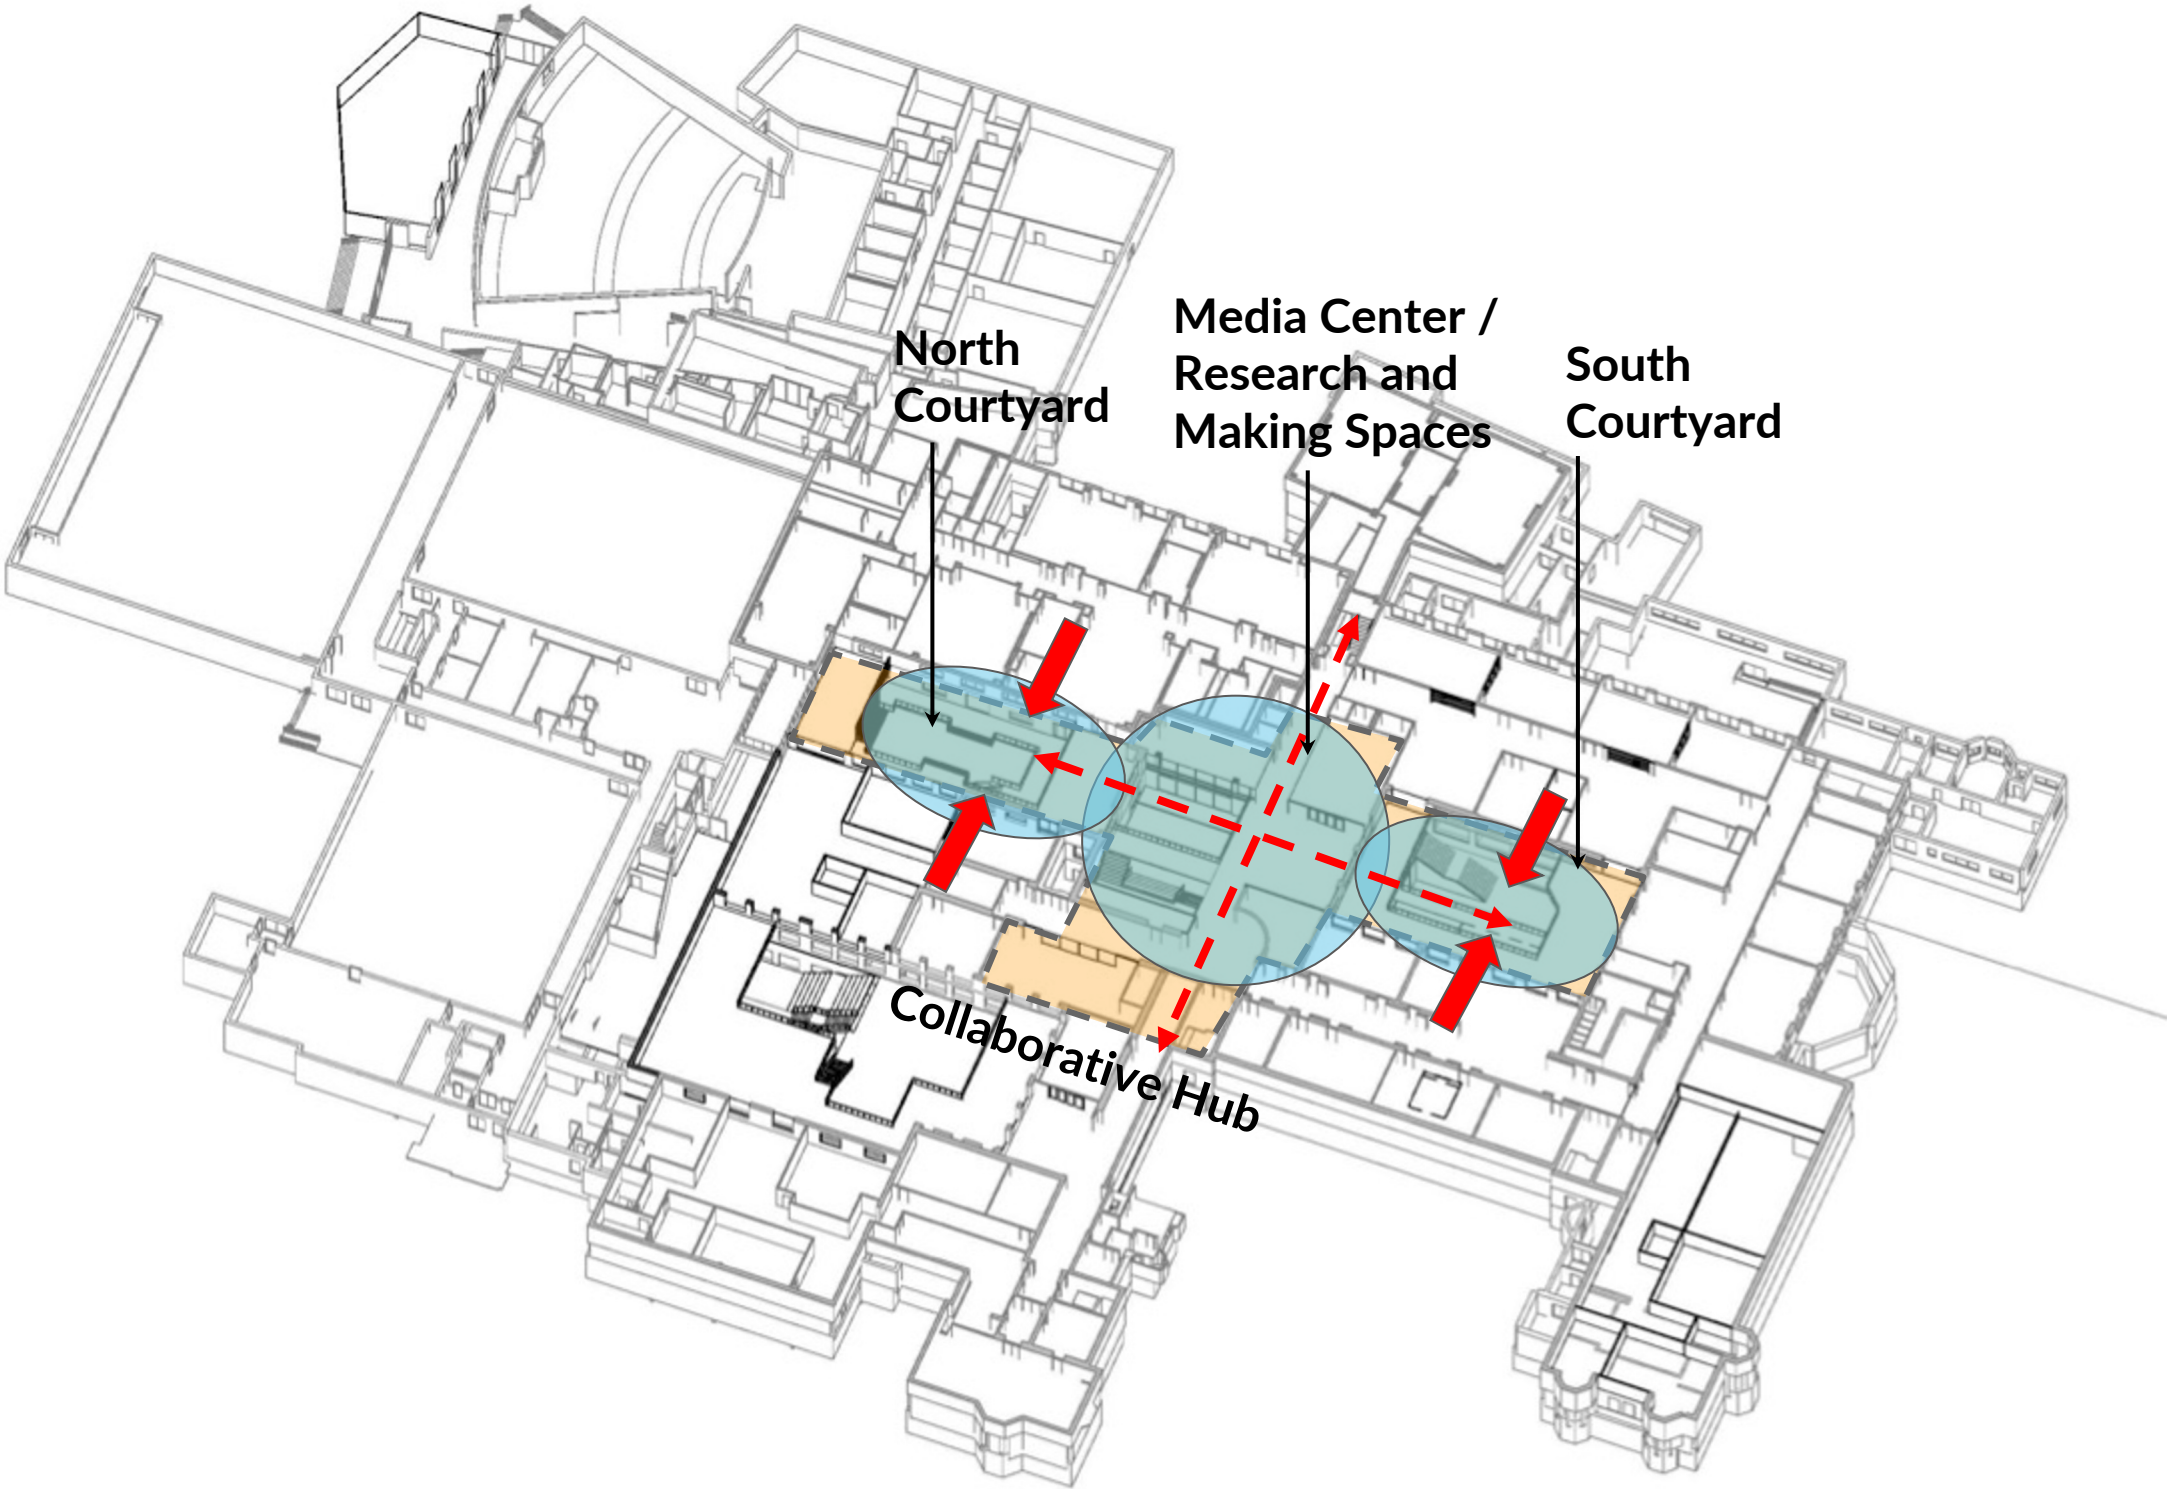 North
Courtyard
Media Center /
Research and
Making Spaces
South
Courtyard
Collaborative Hub